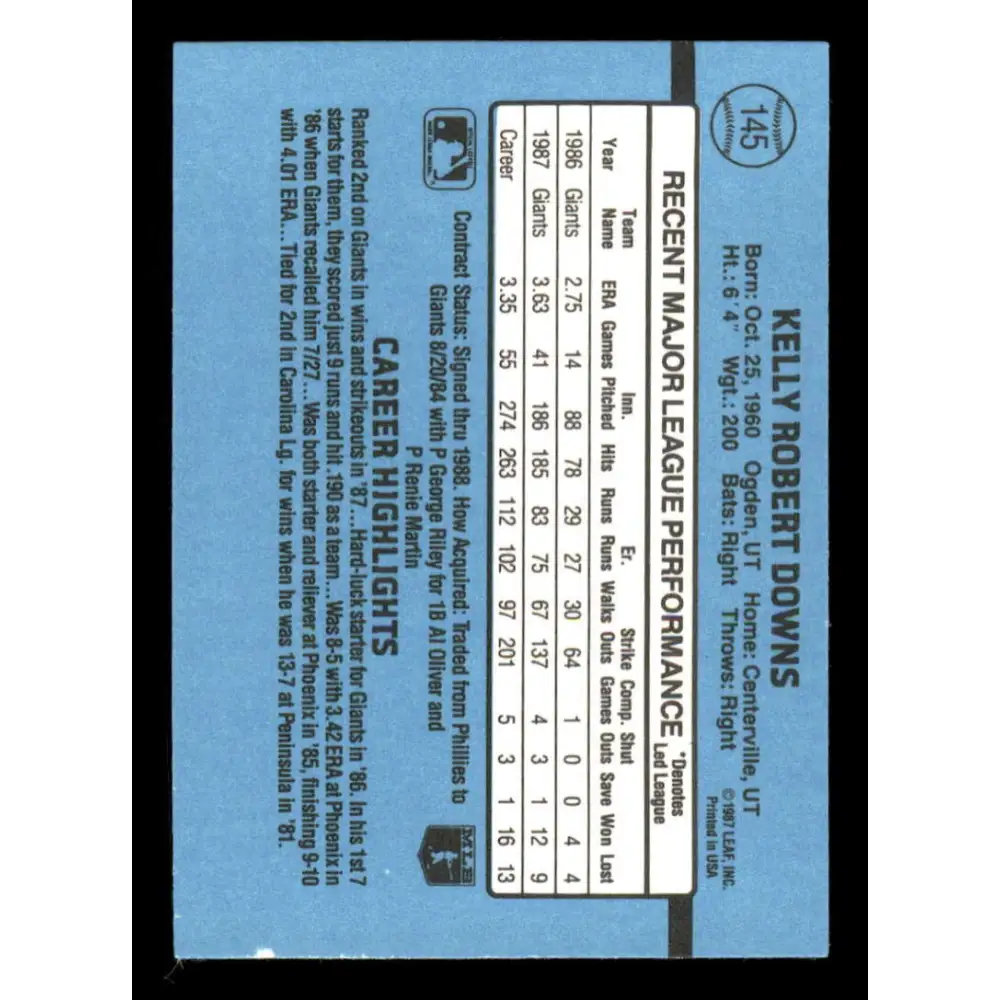 145
KELLY ROBERT DOWNS
Born: Oct. 25, 1960 Ogden, UT Home: Centerville, UT
Ht.: 6'4" Wgt.: 200 Bats: Right Throws: Right
©1987 LEAF, INC.
Printed in USA
RECENT MAJOR LEAGUE PERFORMANCE
*Denotes
Led League
Team Inn. Er. Strike Comp. Shut
Year Name ERA Games Pitched Hits Runs Runs Walks Outs Games Outs Save Won Lost
1986 Giants 2.75 14 88 78 29 27 30 64 1 0 0 4 4
1987 Giants 3.63 41 186 185 83 75 67 137 4 3 1 12 9
Career 3.35 55 274 263 112 102 97 201 5 3 1 16 13
Contract Status: Signed thru 1988. How Acquired: Traded from Phillies to
Giants 8/20/84 with P George Riley for 1B Al Oliver and
P Renie Martin
MLB
CAREER HIGHLIGHTS
Ranked 2nd on Giants in wins and strikeouts in '87...Hard-luck starter for Giants in '86. In his 1st 7
starts for them, they scored just 9 runs and hit .190 as a team...Was 8-5 with 3.42 ERA at Phoenix in
'86 when Giants recalled him 7/27...Was both starter and reliever at Phoenix in '85, finishing 9-10
with 4.01 ERA...Tied for 2nd in Carolina Lg. for wins when he was 13-7 at Peninsula in '81.